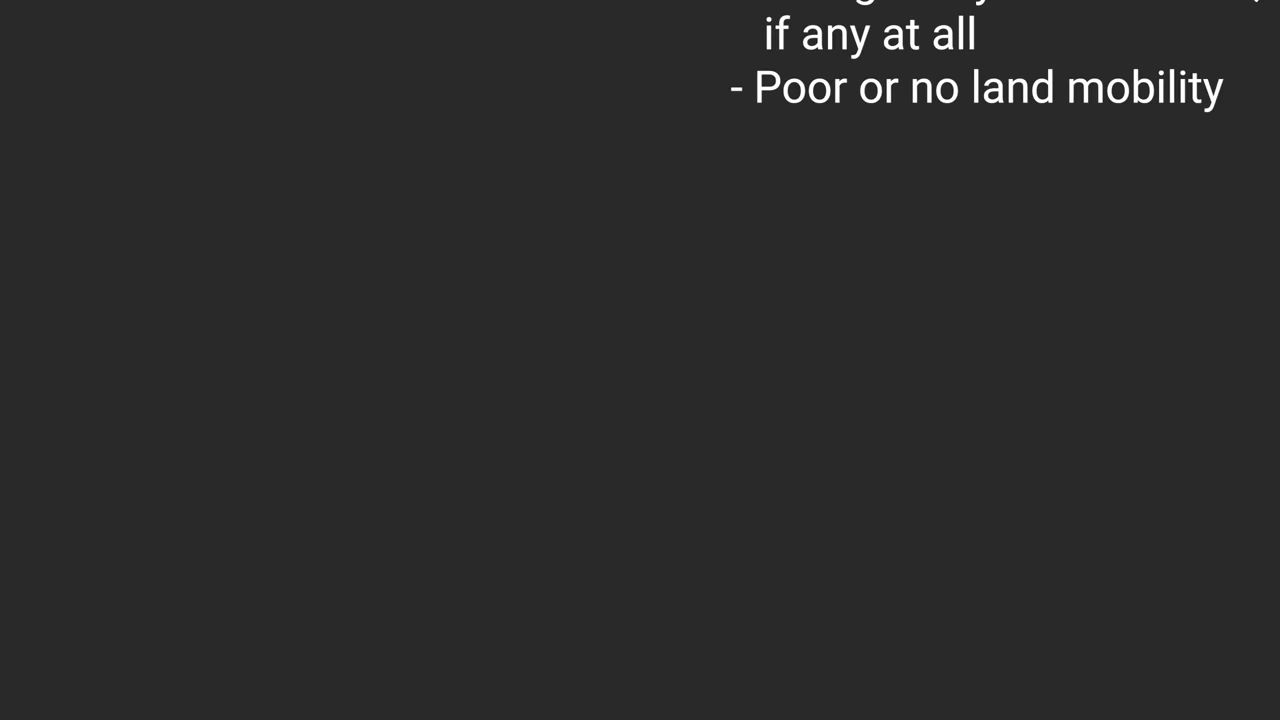 if any at all
- Poor or no land mobility